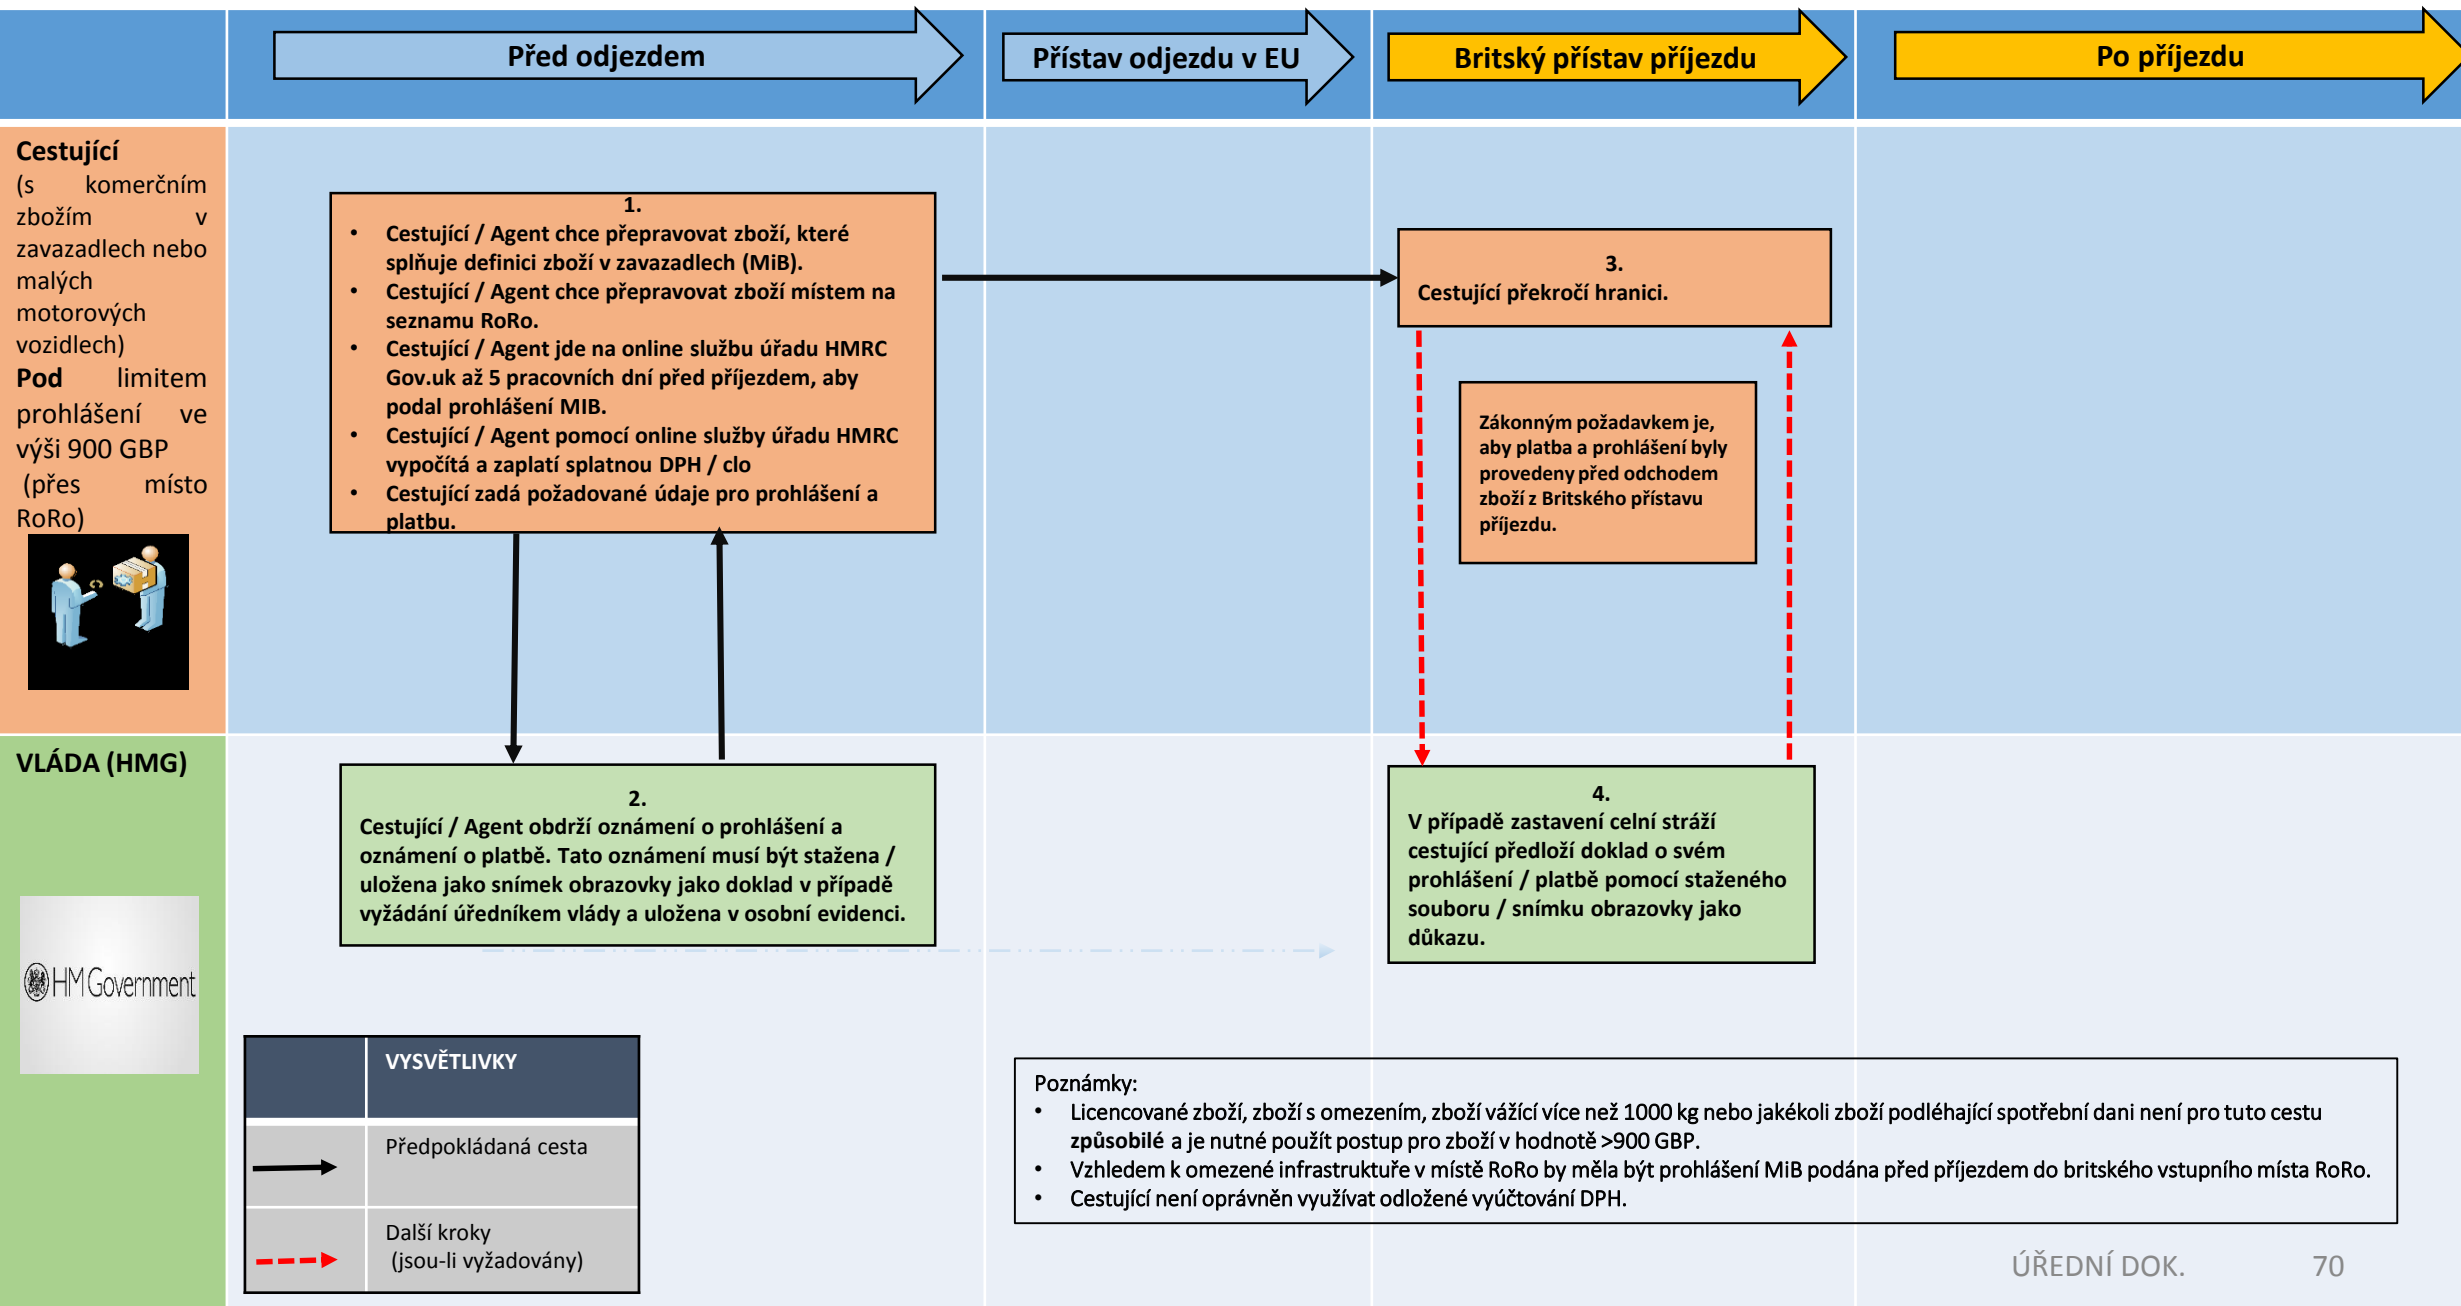 Před odjezdem
Přístav odjezdu v EU
Britský přístav příjezdu
Po příjezdu
Cestující
(s komerčním
zbožím v
zavazadlech nebo
malých
motorových
vozidlech)
Pod limitem
prohlášení ve
výši 900 GBP
(přes místo
RoRo)
1.
• Cestující / Agent chce přepravovat zboží, které
splňuje definici zboží v zavazadlech (MiB).
• Cestující / Agent chce přepravovat zboží místem na
seznamu RoRo.
• Cestující / Agent jde na online službu úřadu HMRC
Gov.uk až 5 pracovních dní před příjezdem, aby
podal prohlášení MIB.
• Cestující / Agent pomocí online služby úřadu HMRC
vypočítá a zaplatí splatnou DPH / clo
• Cestující zadá požadované údaje pro prohlášení a
platbu.
3.
Cestující překročí hranici.
Zákonným požadavkem je,
aby platba a prohlášení byly
provedeny před odchodem
zboží z Britského přístavu
příjezdu.
VLÁDA (HMG)
HM Government
2.
Cestující / Agent obdrží oznámení o prohlášení a
oznámení o platbě. Tato oznámení musí být stažena /
uložena jako snímek obrazovky jako doklad v případě
vyžádání úředníkem vlády a uložena v osobní evidenci.
4.
V případě zastavení celní stráží
cestující předloží doklad o svém
prohlášení / platbě pomocí staženého
souboru / snímku obrazovky jako
důkazu.
VYSVĚTLIVKY
Předpokládaná cesta
Další kroky
(jsou-li vyžadovány)
Poznámky:
• Licencované zboží, zboží s omezením, zboží vážící více než 1000 kg nebo jakékoli zboží podléhající spotřební dani není pro tuto cestu
způsobilé a je nutné použít postup pro zboží v hodnotě >900 GBP.
• Vzhledem k omezené infrastruktuře v místě RoRo by měla být prohlášení MiB podána před příjezdem do britského vstupního místa RoRo.
• Cestující není oprávněn využívat odložené vyúčtování DPH.
ÚŘEDNÍ DOK.
70